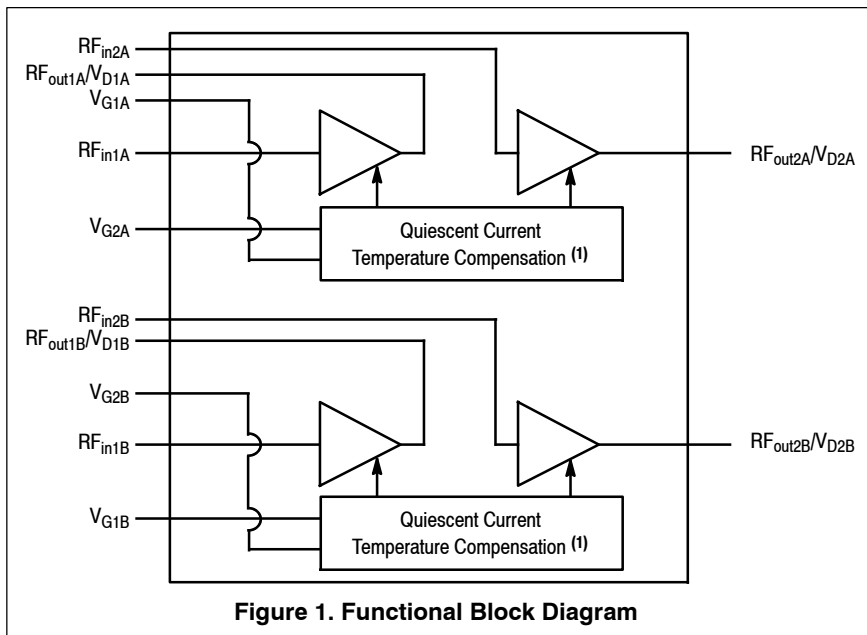 RFin2A
RFout1A/VD1A
VG1A
RFin1A
RFout2A/VD2A
VG2A
Quiescent Current
Temperature Compensation (1)
RFin2B
RFout1B/VD1B
VG2B
RFin1B
RFout2B/VD2B
VG1B
Quiescent Current
Temperature Compensation (1)
Figure 1. Functional Block Diagram